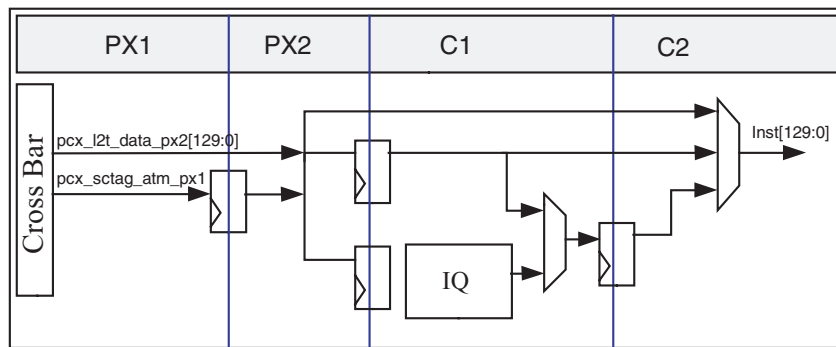 PX1 PX2 C1 C2
Cross Bar
pcx_l2t_data_px2[129:0]
pcx_sctag_atm_px1
Inst[129:0]
IQ